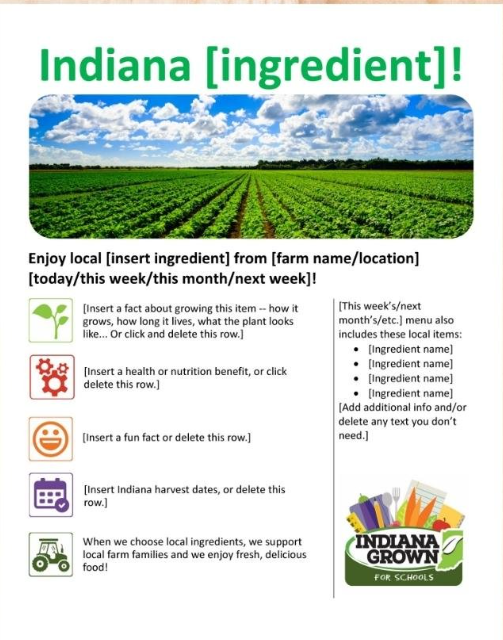 Indiana [ingredient]!
Enjoy local [insert ingredient] from [farm name/location]
[today/this week/this month/next week]!
[Insert a fact about growing this item -- how it
grows, how long it lives, what the plant looks
like... Or click and delete this row.]
[Insert a health or nutrition benefit, or click
delete this row.]
[Insert a fun fact or delete this row.]
[Insert Indiana harvest dates, or delete this
row.]
When we choose local ingredients, we support
local farm families and we enjoy fresh, delicious
food!
[This week's/next
month's/etc.] menu also
includes these local items:
• [Ingredient name]
• [Ingredient name]
• [Ingredient name]
• [Ingredient name]
[Add additional info and/or
delete any text you don't
need.]
INDIANA
GROWN
FOR SCHOOLS